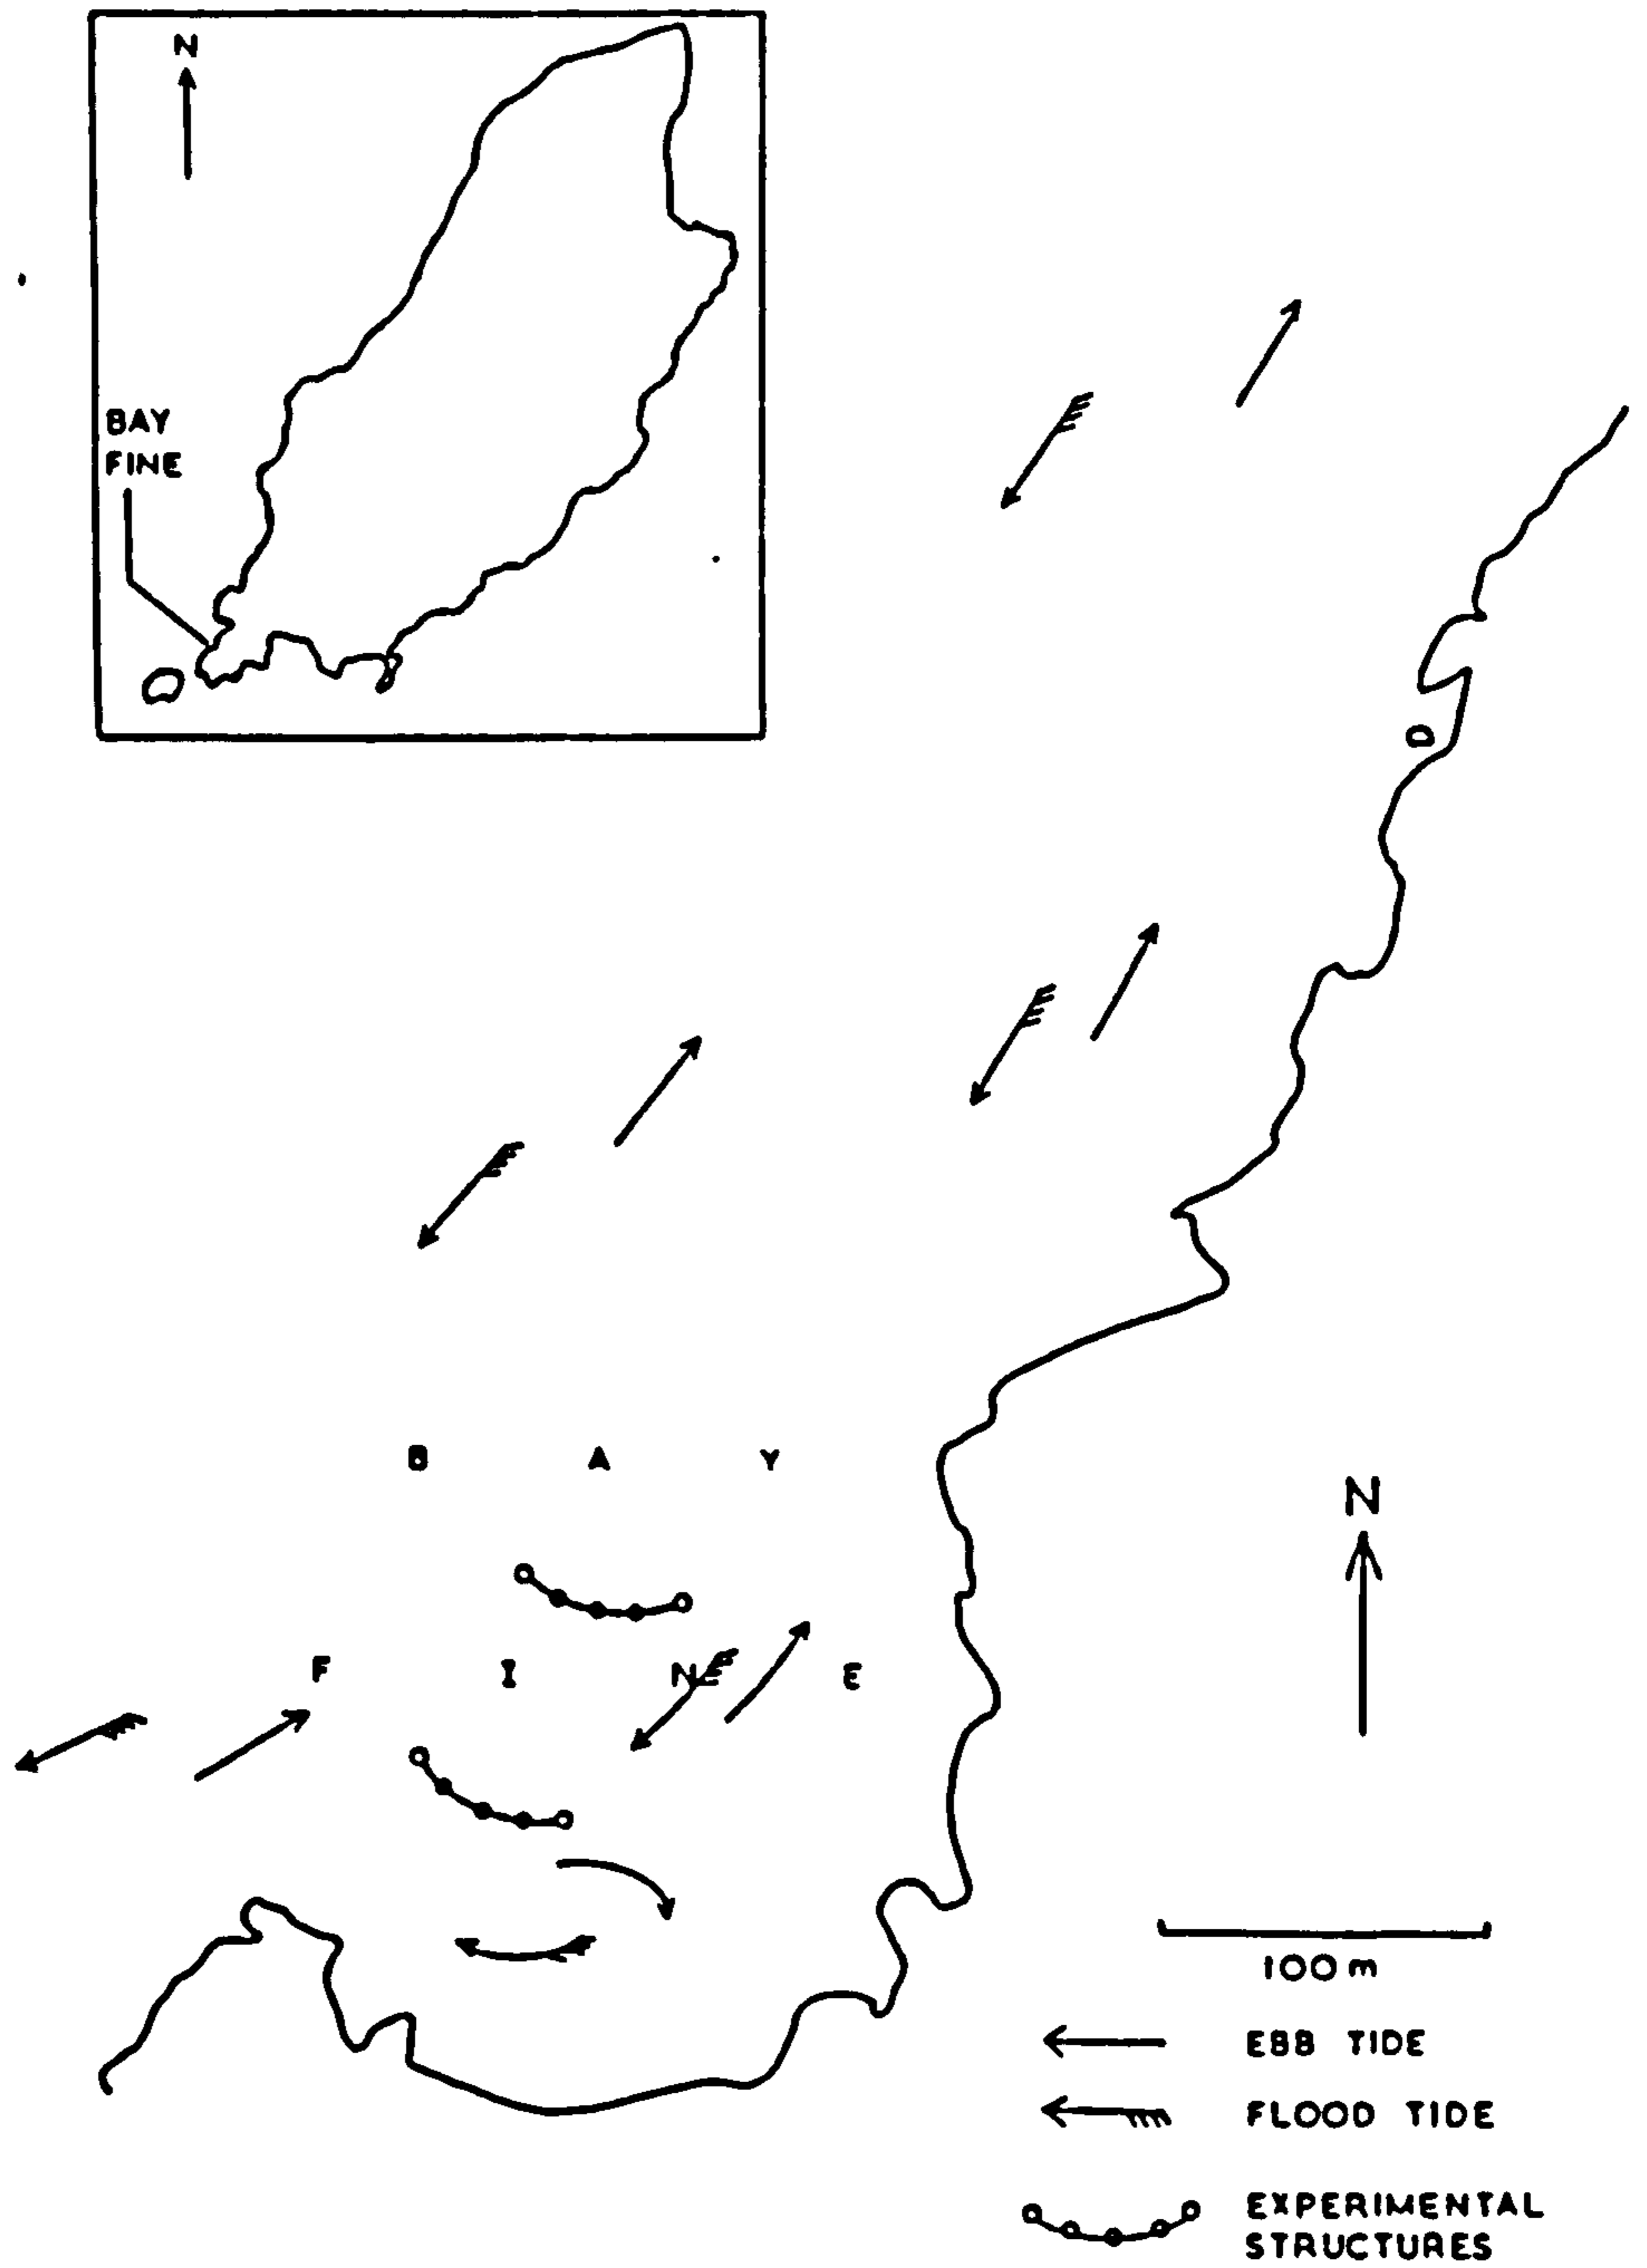 N
BAY
FINE
B A Y
F I N E
N
100 m
EBB TIDE
FLOOD TIDE
EXPERIMENTAL
STRUCTURES